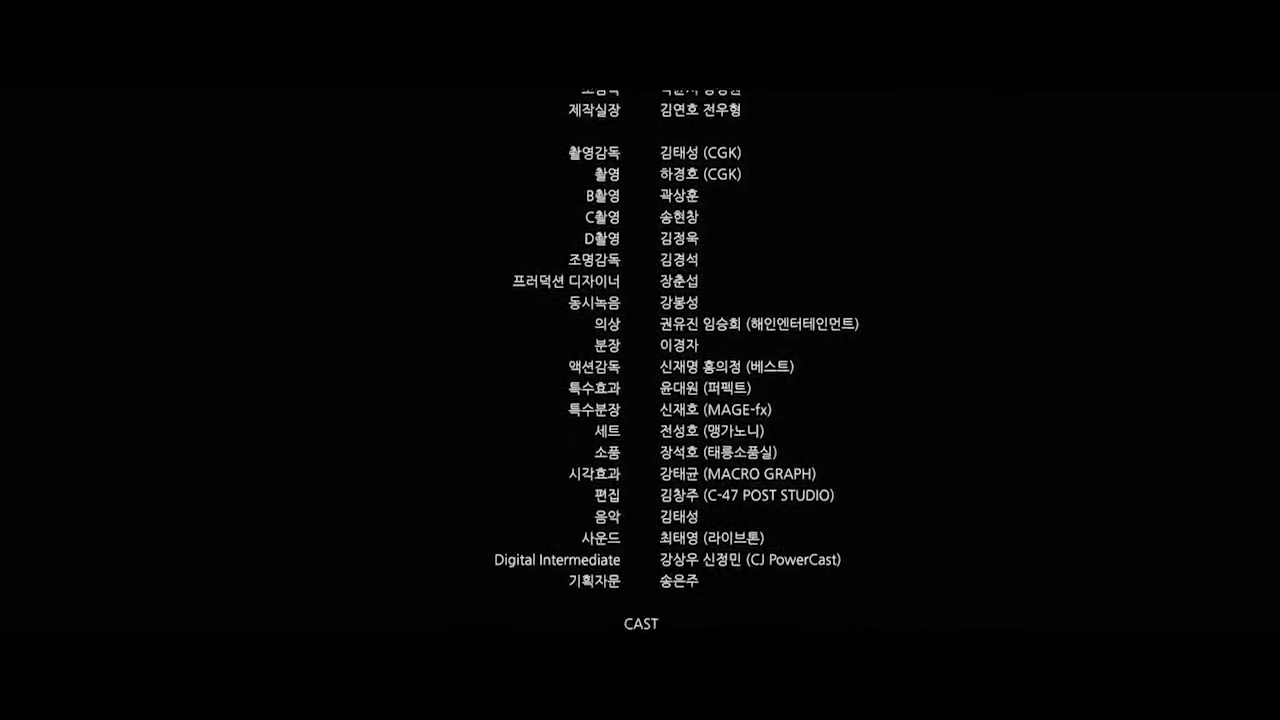 제작실장 김연호 전우형
촬영감독 김태성 (CGK)
촬영 하경호 (CGK)
B촬영 곽상훈
C촬영 송현창
D촬영 김정욱
조명감독 김경석
프러덕션 디자이너 장춘섭
동시녹음 강봉성
의상 권유진 임승희 (해인엔터테인먼트)
분장 이경자
액션감독 신재명 홍의정 (베스트)
특수효과 윤대원 (퍼펙트)
특수분장 신재호 (MAGE-fx)
세트 전성호 (맹가노니)
소품 장석호 (태릉소품실)
시각효과 강태균 (MACRO GRAPH)
편집 김창주 (C-47 POST STUDIO)
음악 김태성
사운드 최태영 (라이브톤)
Digital Intermediate 강상우 신정민 (CJ PowerCast)
기획자문 송은주
CAST